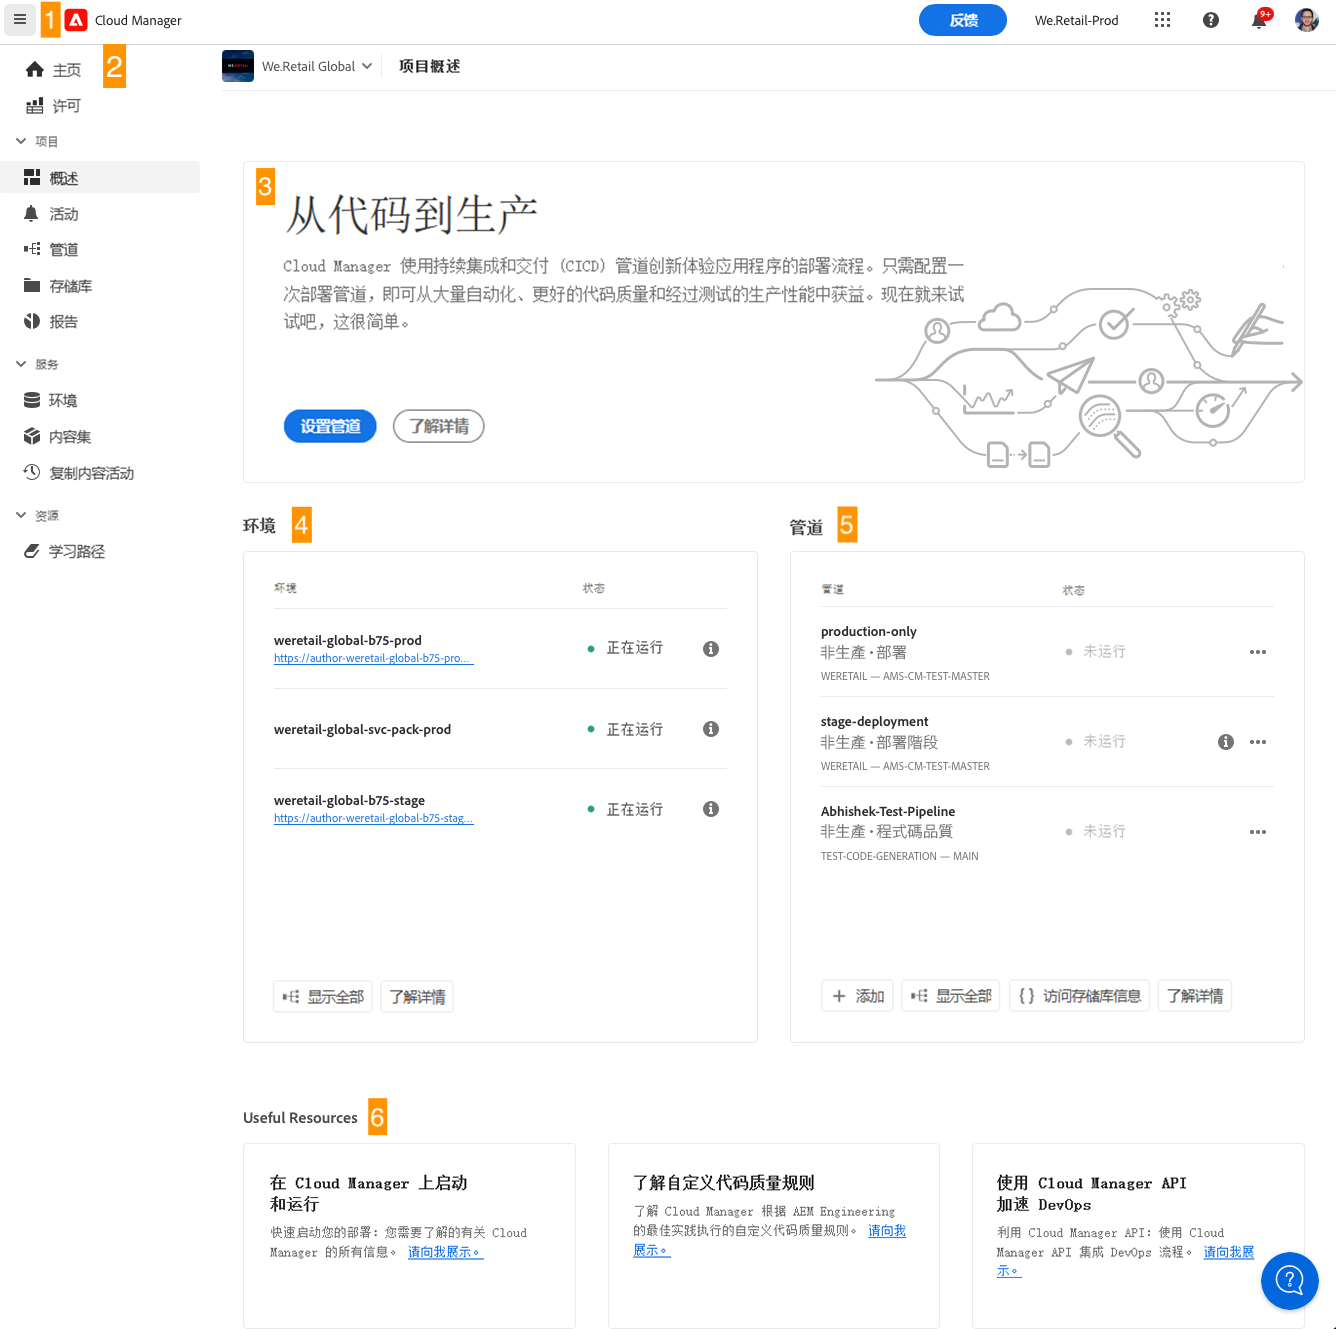 1 Cloud Manager
反馈
We.Retail-Prod
9+
主页 2
许可
项目
概述
活动
管道
存储库
报告
服务
环境
内容集
复制内容活动
资源
学习路径
We.Retail Global
项目概述
3
从代码到生产
Cloud Manager 使用持续集成和交付 (CICD) 管道创新体验应用程序的部署流程。只需配置一
次部署管道，即可从大量自动化、更好的代码质量和经过测试的生产性能中获益。现在就来试
试吧，这很简单。
设置管道
了解详情
环境 4
环境
状态
weretail-global-b75-prod
https://author-weretail-global-b75-pro...
正在运行
weretail-global-svc-pack-prod
正在运行
weretail-global-b75-stage
https://author-weretail-global-b75-stag...
正在运行
显示全部
了解详情
管道 5
管道
状态
production-only
非生產·部署
WERETAIL — AMS-CM-TEST-MASTER
未运行
stage-deployment
非生產·部署階段
WERETAIL — AMS-CM-TEST-MASTER
未运行
Abhishek-Test-Pipeline
非生產·程式碼品質
TEST-CODE-GENERATION — MAIN
未运行
添加
显示全部
访问存储库信息
了解详情
Useful Resources 6
在 Cloud Manager 上启动
和运行
快速启动您的部署：您需要了解的有关 Cloud
Manager 的所有信息。 请向我展示。
了解自定义代码质量规则
了解 Cloud Manager 根据 AEM Engineering
的最佳实践执行的自定义代码质量规则。 请向我
展示。
使用 Cloud Manager API
加速 DevOps
利用 Cloud Manager API：使用 Cloud
Manager API 集成 DevOps 流程。 请向我展
示。